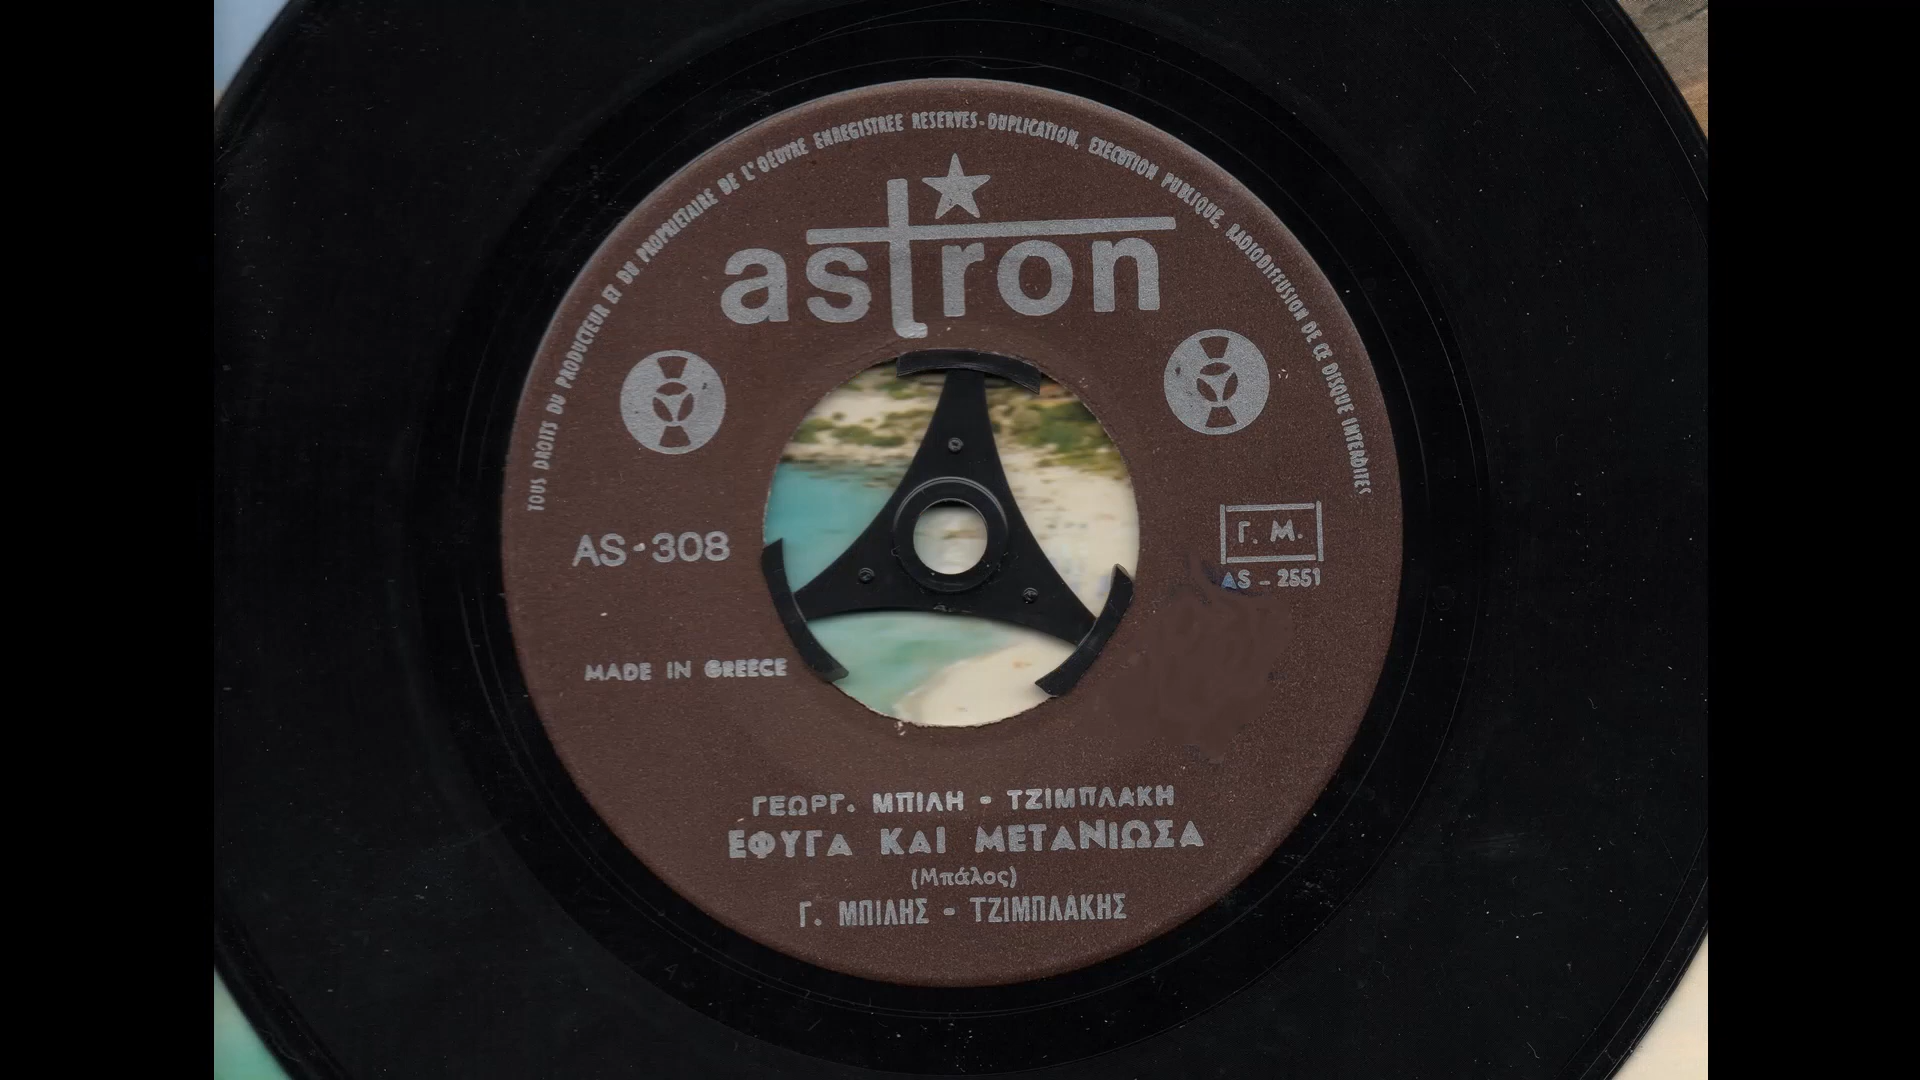 TOUS DROITS DU PRODUCTEUR ET DU PROPRIETAIRE DE L'OEUVRE ENREGISTREE RESERVES - DUPLICATION, EXECUTION PUBLIQUE, RADIODIFFUSION DE CE DISQUE INTERDITES
astron
AS-308
Γ. Μ.
AS - 2551
MADE IN GREECE
ΓΕΩΡΓ. ΜΠΙΛΗ - ΤΖΙΜΠΛΑΚΗ
ΕΦΥΓΑ ΚΑΙ ΜΕΤΑΝΙΩΣΑ
(Μπάλος)
Γ. ΜΠΙΛΗΣ - ΤΖΙΜΠΛΑΚΗΣ